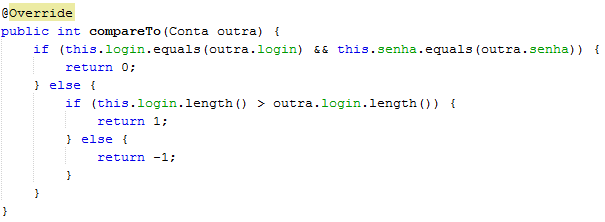 @Override
public int compareTo(Conta outra) {
    if (this.login.equals(outra.login) && this.senha.equals(outra.senha)) {
        return 0;
    } else {
        if (this.login.length() > outra.login.length()) {
            return 1;
        } else {
            return -1;
        }
    }
}